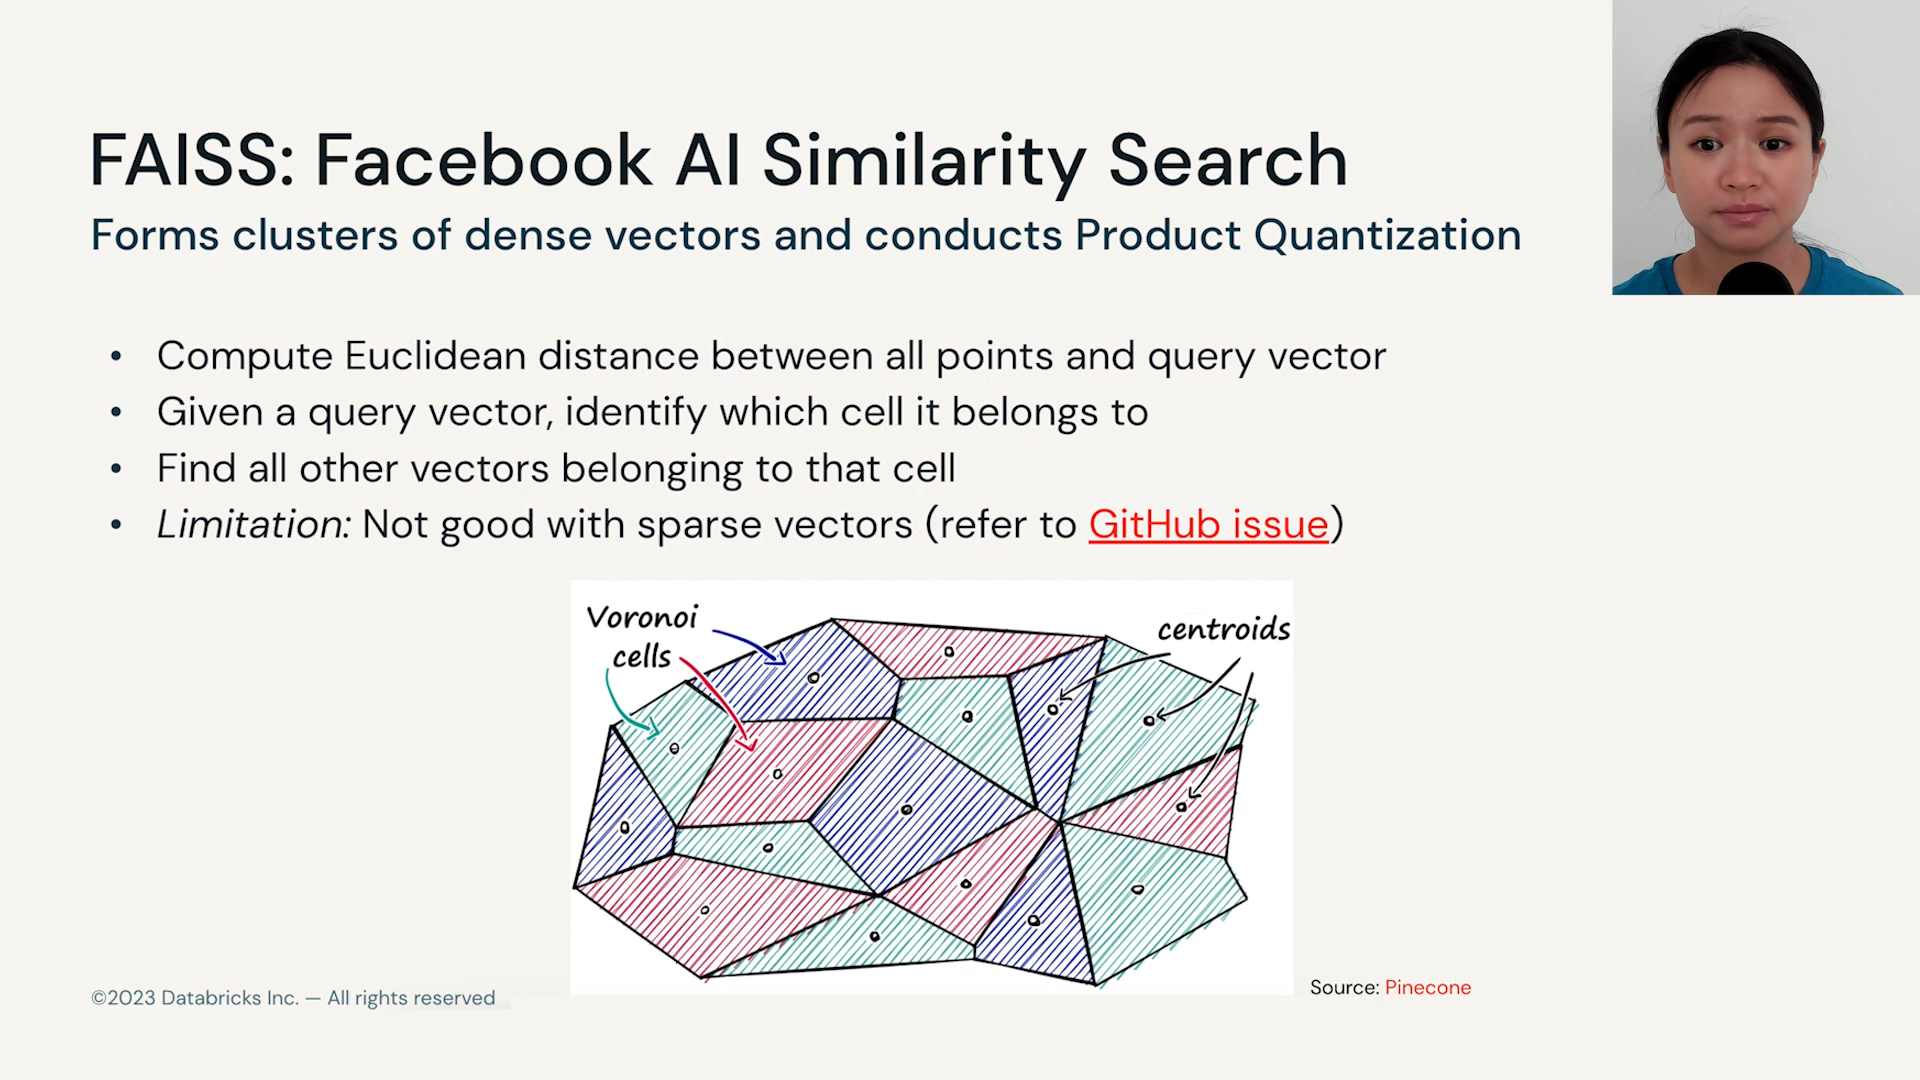 FAISS: Facebook AI Similarity Search
Forms clusters of dense vectors and conducts Product Quantization
• Compute Euclidean distance between all points and query vector
• Given a query vector, identify which cell it belongs to
• Find all other vectors belonging to that cell
• Limitation: Not good with sparse vectors (refer to GitHub issue)
Voronoi
cells
centroids
©2023 Databricks Inc. — All rights reserved
Source: Pinecone